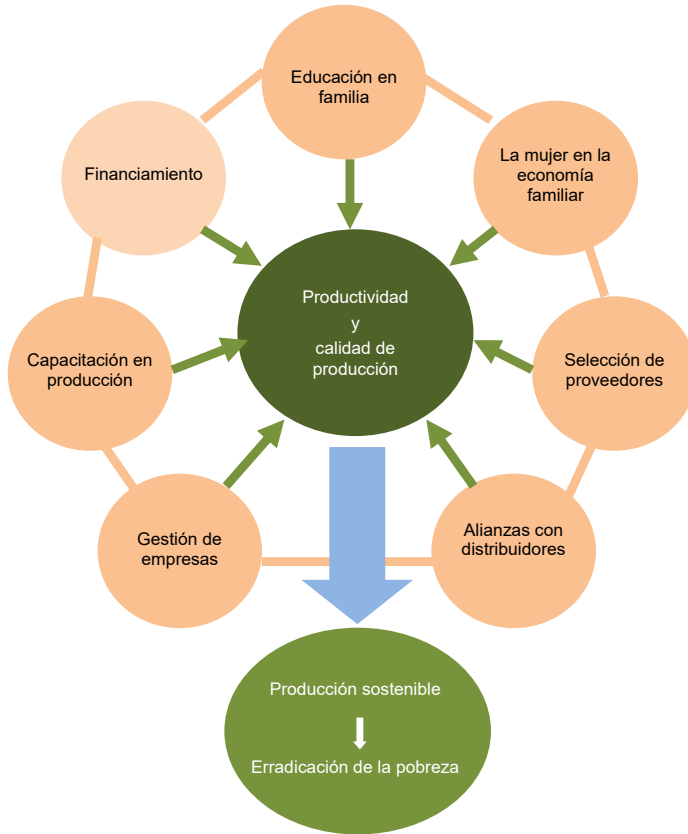 Educación en
familia
La mujer en la
economía
familiar
Financiamiento
Productividad
y
calidad de
producción
Capacitación en
producción
Selección de
proveedores
Gestión de
empresas
Alianzas con
distribuidores
Producción sostenible
Erradicación de la pobreza